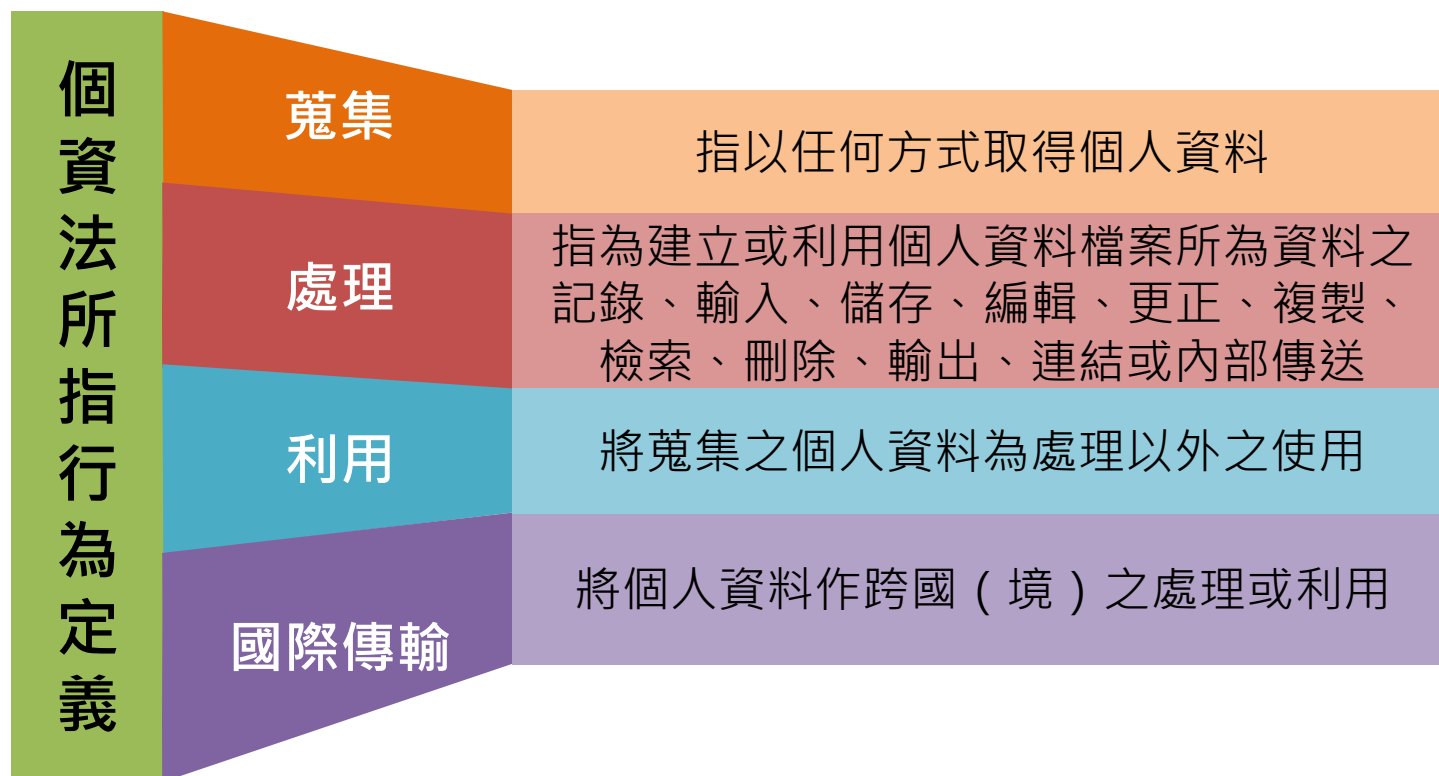 個資法所指行為定義
蒐集
指以任何方式取得個人資料
處理
指為建立或利用個人資料檔案所為資料之
記錄、輸入、儲存、編輯、更正、複製、
檢索、刪除、輸出、連結或內部傳送
利用
將蒐集之個人資料為處理以外之使用
國際傳輸
將個人資料作跨國（境）之處理或利用